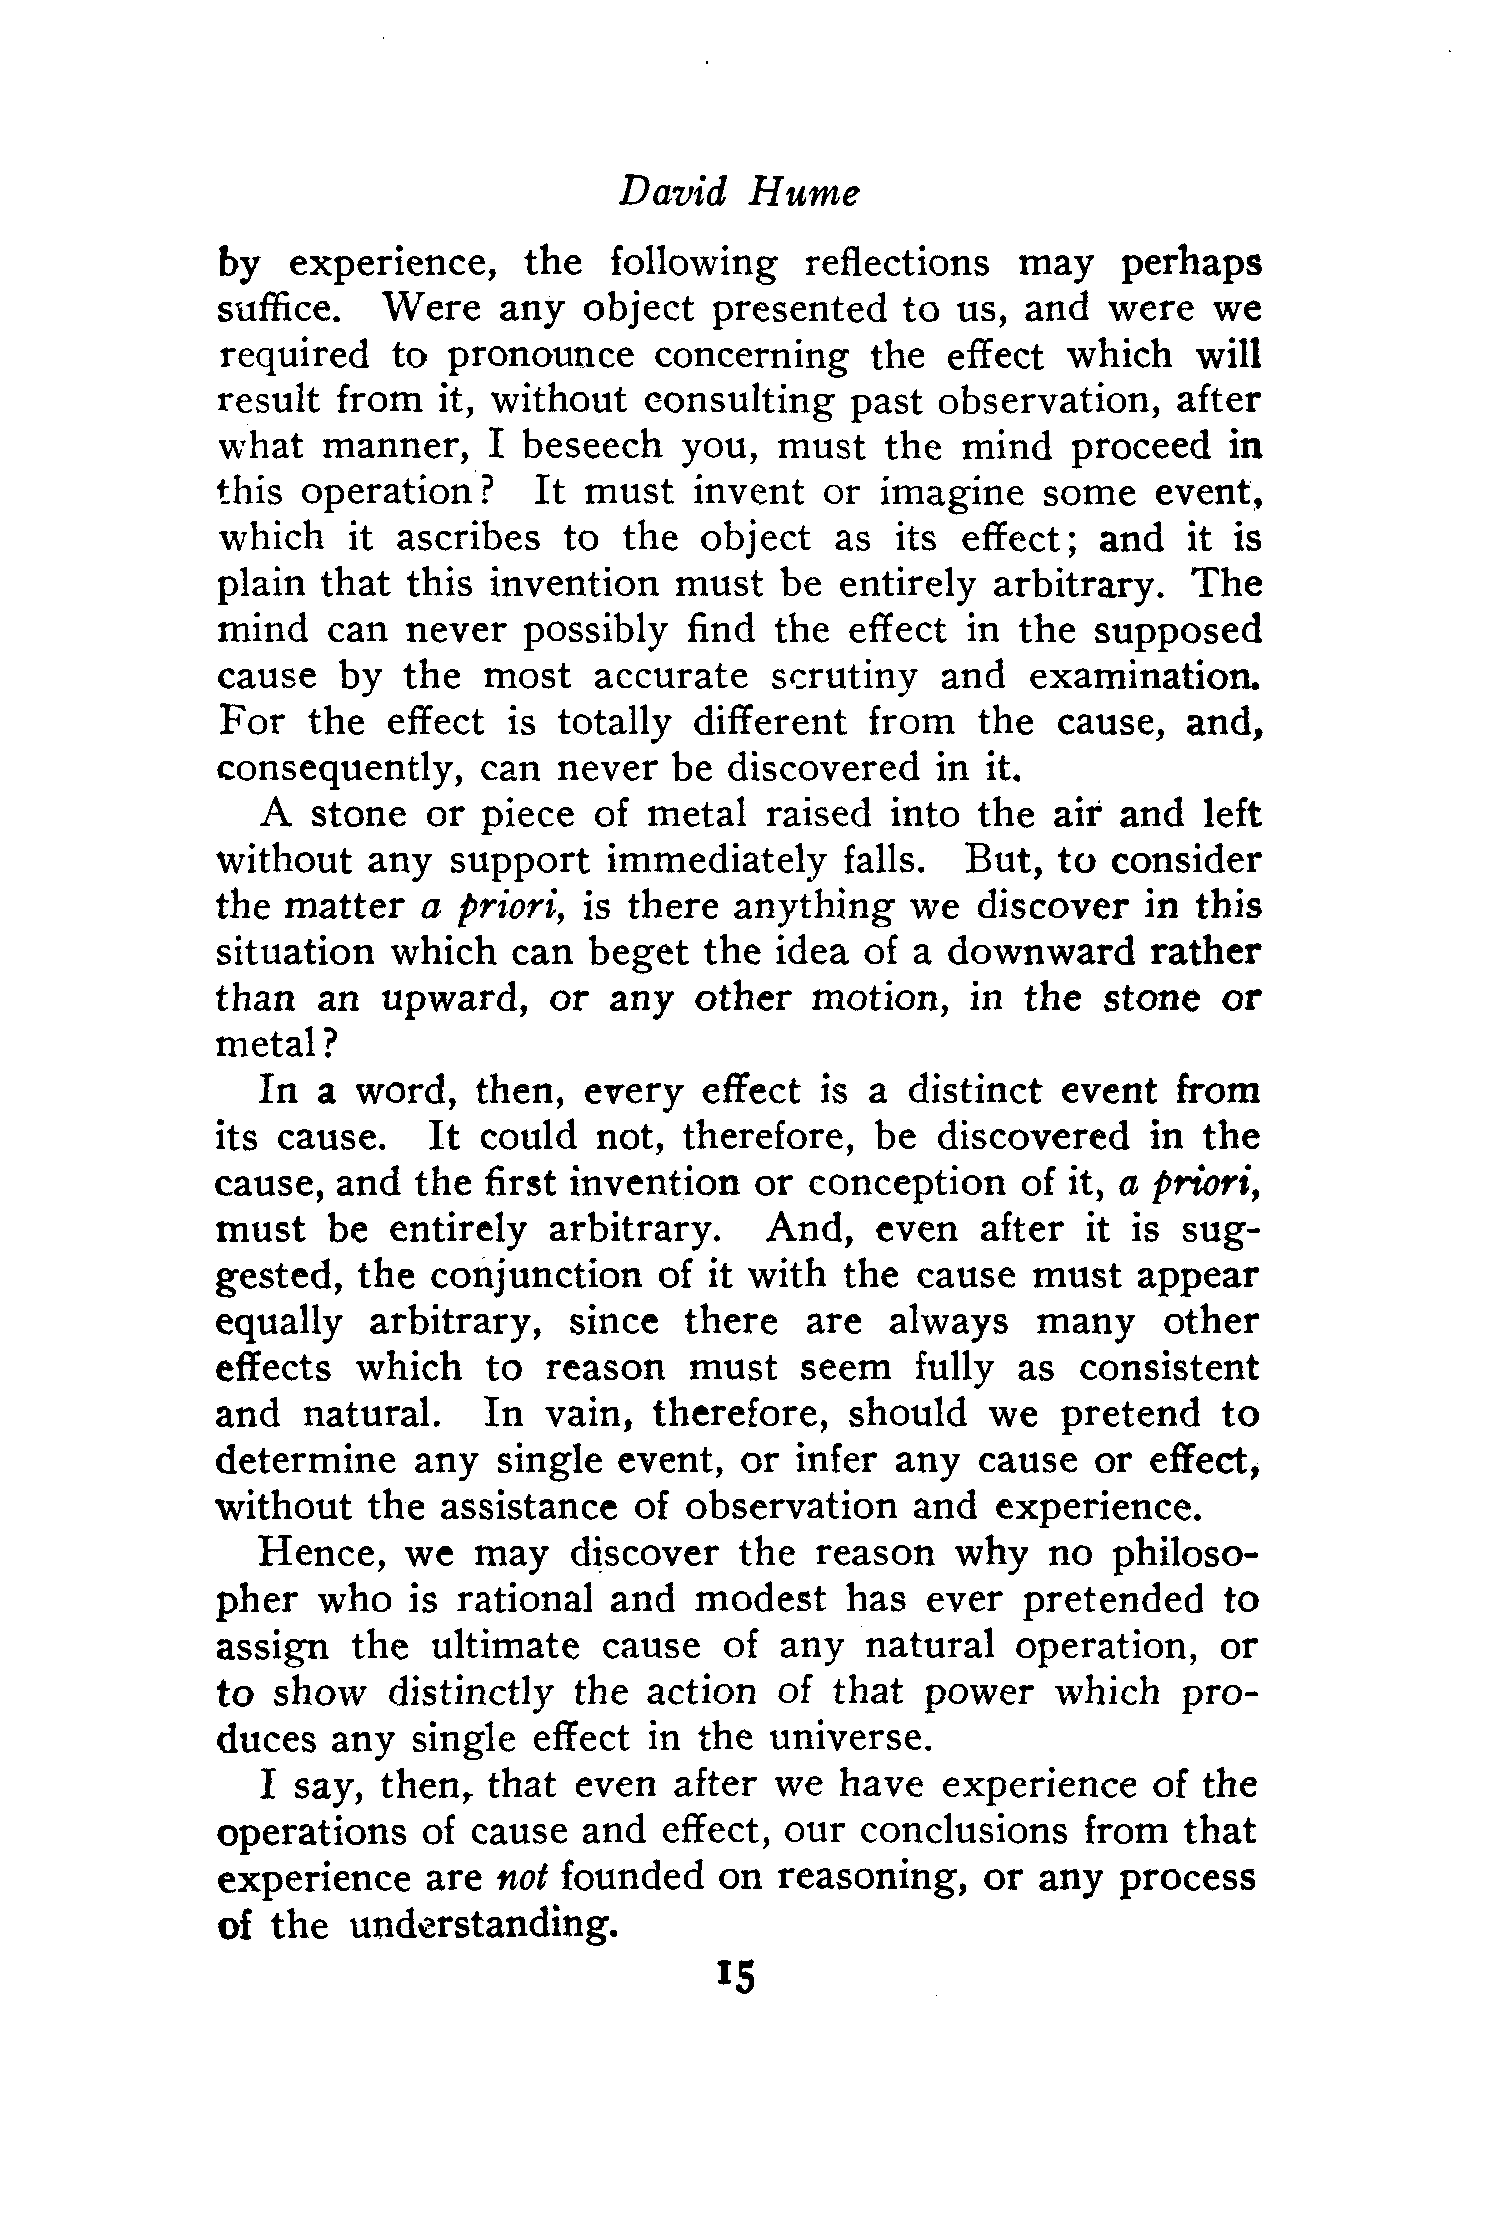 David Hume
by experience, the following reflections may perhaps
suffice. Were any object presented to us, and were we
required to pronounce concerning the effect which will
result from it, without consulting past observation, after
what manner, I beseech you, must the mind proceed in
this operation? It must invent or imagine some event,
which it ascribes to the object as its effect; and it is
plain that this invention must be entirely arbitrary. The
mind can never possibly find the effect in the supposed
cause by the most accurate scrutiny and examination.
For the effect is totally different from the cause, and,
consequently, can never be discovered in it.
A stone or piece of metal raised into the air and left
without any support immediately falls. But, to consider
the matter a priori, is there anything we discover in this
situation which can beget the idea of a downward rather
than an upward, or any other motion, in the stone or
metal?
In a word, then, every effect is a distinct event from
its cause. It could not, therefore, be discovered in the
cause, and the first invention or conception of it, a priori,
must be entirely arbitrary. And, even after it is sug-
gested, the conjunction of it with the cause must appear
equally arbitrary, since there are always many other
effects which to reason must seem fully as consistent
and natural. In vain, therefore, should we pretend to
determine any single event, or infer any cause or effect,
without the assistance of observation and experience.
Hence, we may discover the reason why no philoso-
pher who is rational and modest has ever pretended to
assign the ultimate cause of any natural operation, or
to show distinctly the action of that power which pro-
duces any single effect in the universe.
I say, then, that even after we have experience of the
operations of cause and effect, our conclusions from that
experience are not founded on reasoning, or any process
of the understanding.
15